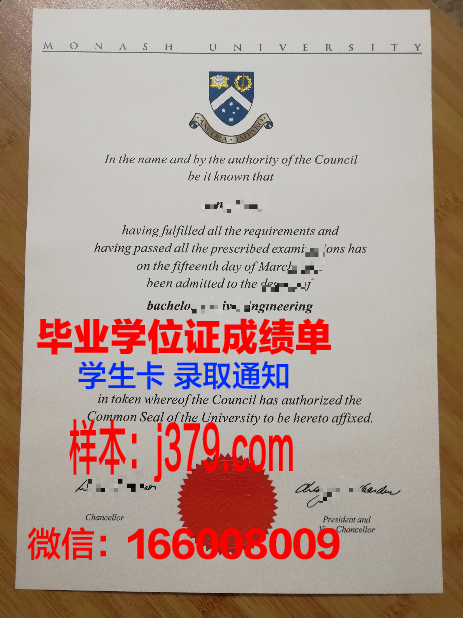 MONASH UNIVERSITY
ANCORA IMPARO
In the name and by the authority of the Council
be it known that
having fulfilled all the requirements and
having passed all the prescribed has
on the fifteenth day of March
been admitted to the
毕业学位证成绩单
学生卡 录取通知
in token whereof the Council has authorized the
Common Seal of the University to be hereto affixed.
样本：j379.com
Chancellor
President and
Vice-Chancellor
微信：166008009